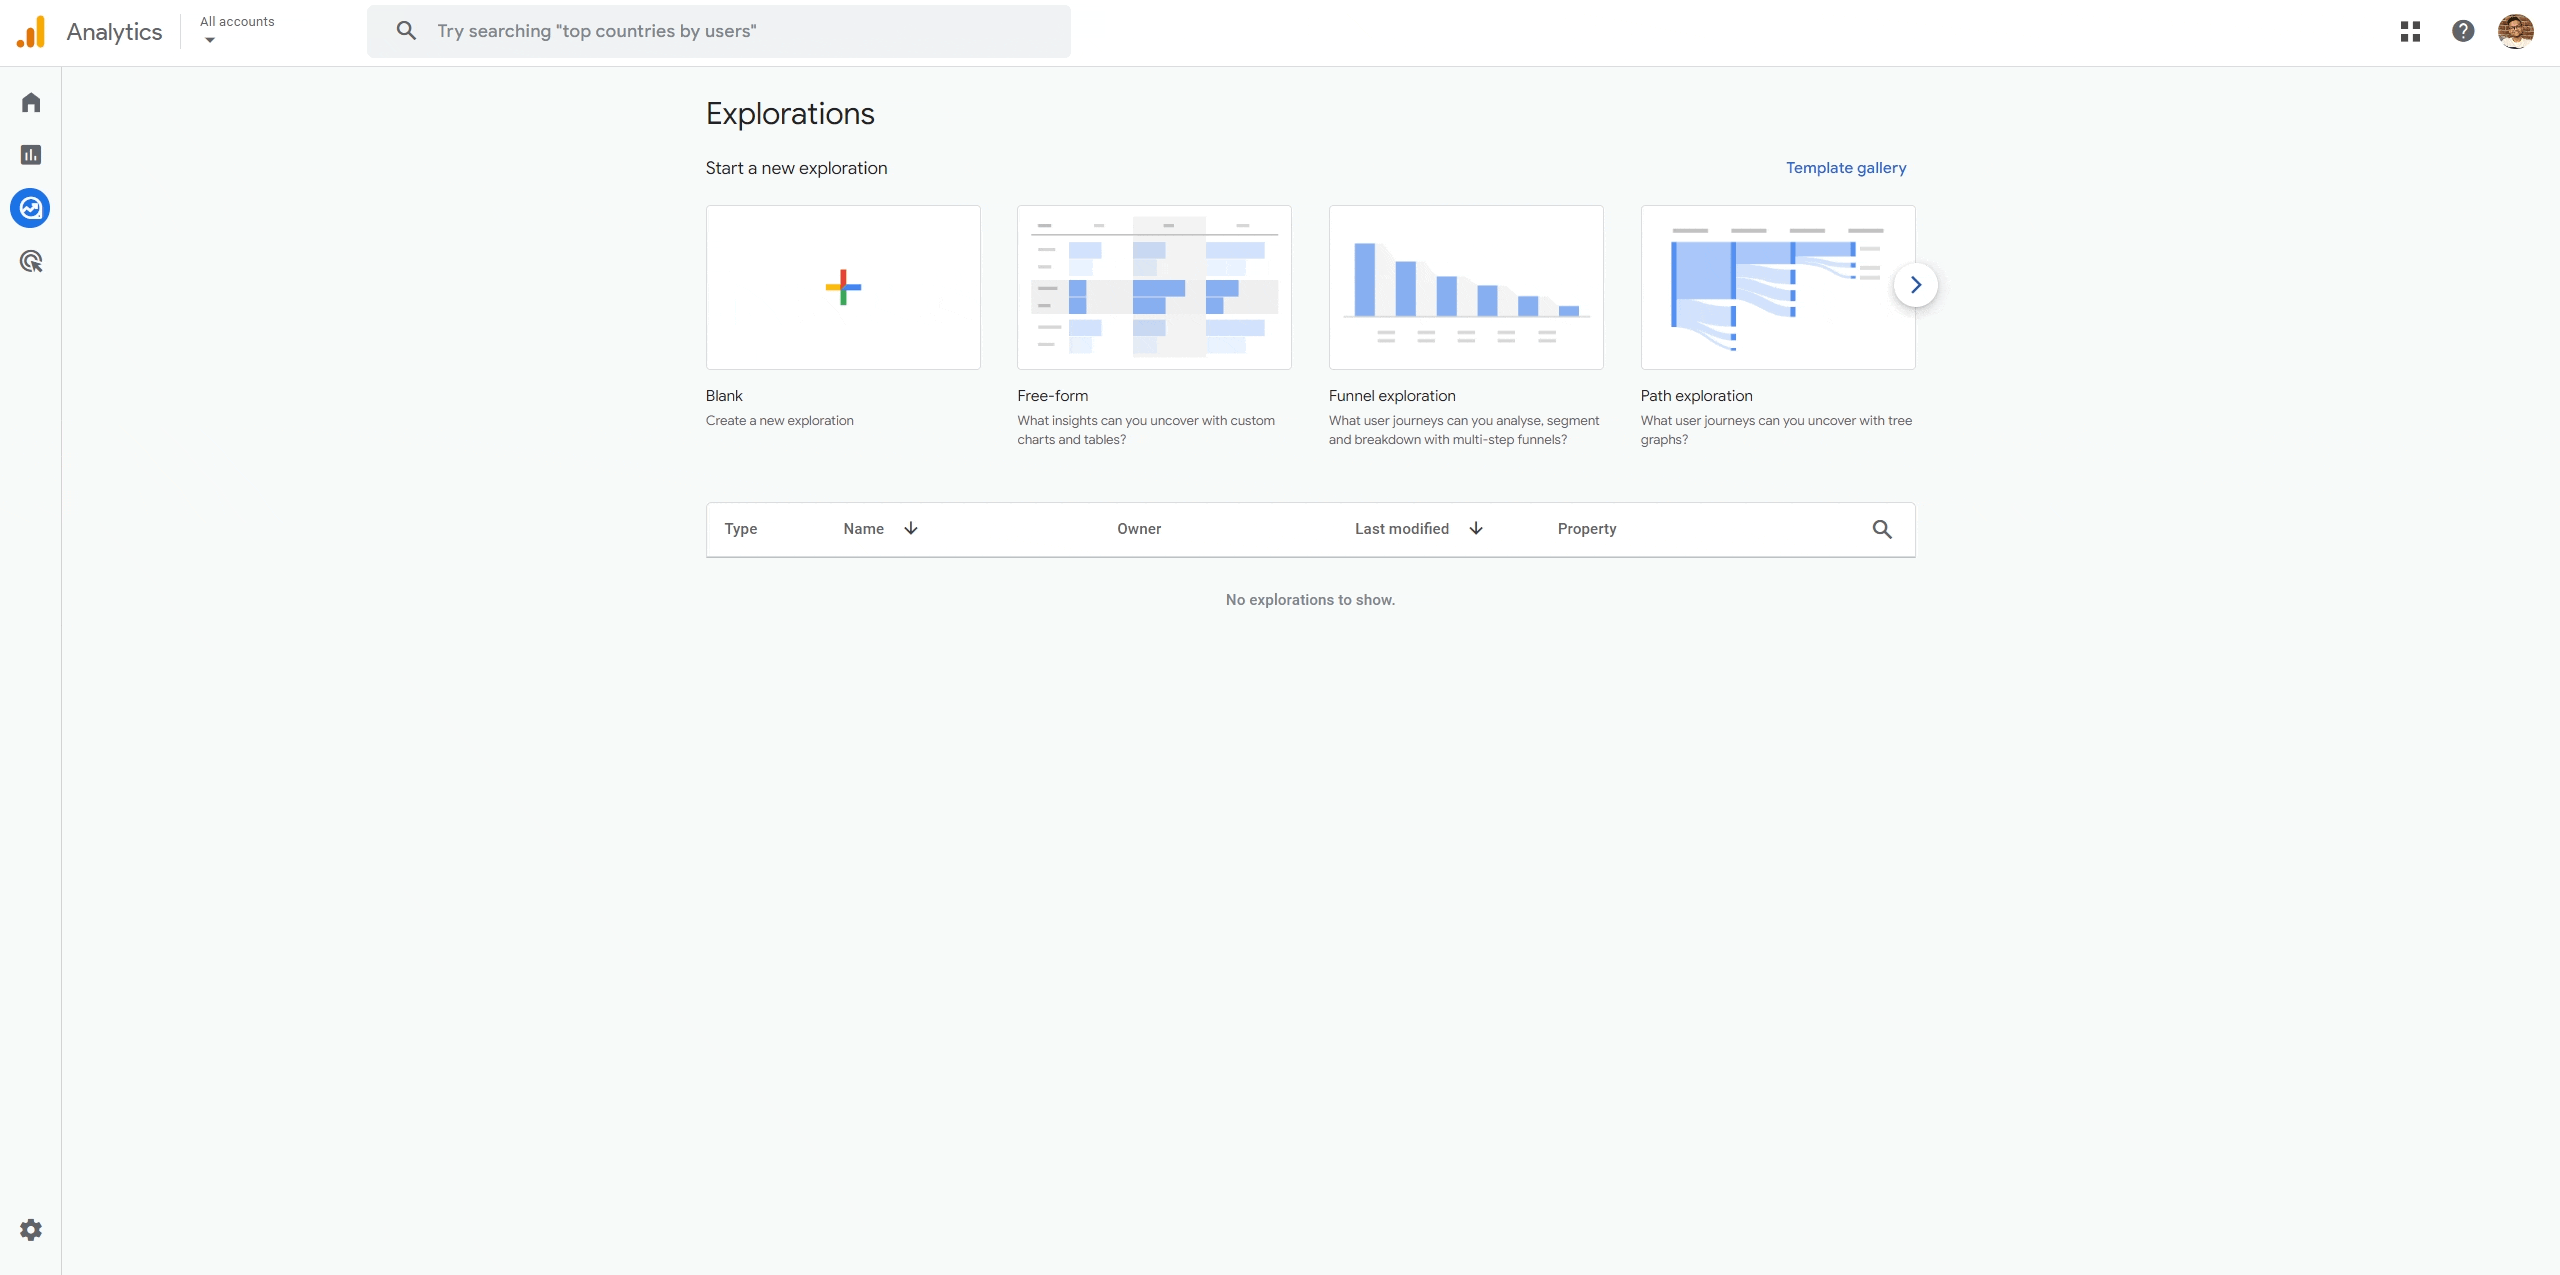 Analytics
All accounts
Try searching "top countries by users"
Explorations
Start a new exploration
Template gallery
Blank
Create a new exploration
Free-form
What insights can you uncover with custom
charts and tables?
Funnel exploration
What user journeys can you analyse, segment
and breakdown with multi-step funnels?
Path exploration
What user journeys can you uncover with tree
graphs?
Type Name Owner Last modified Property
No explorations to show.